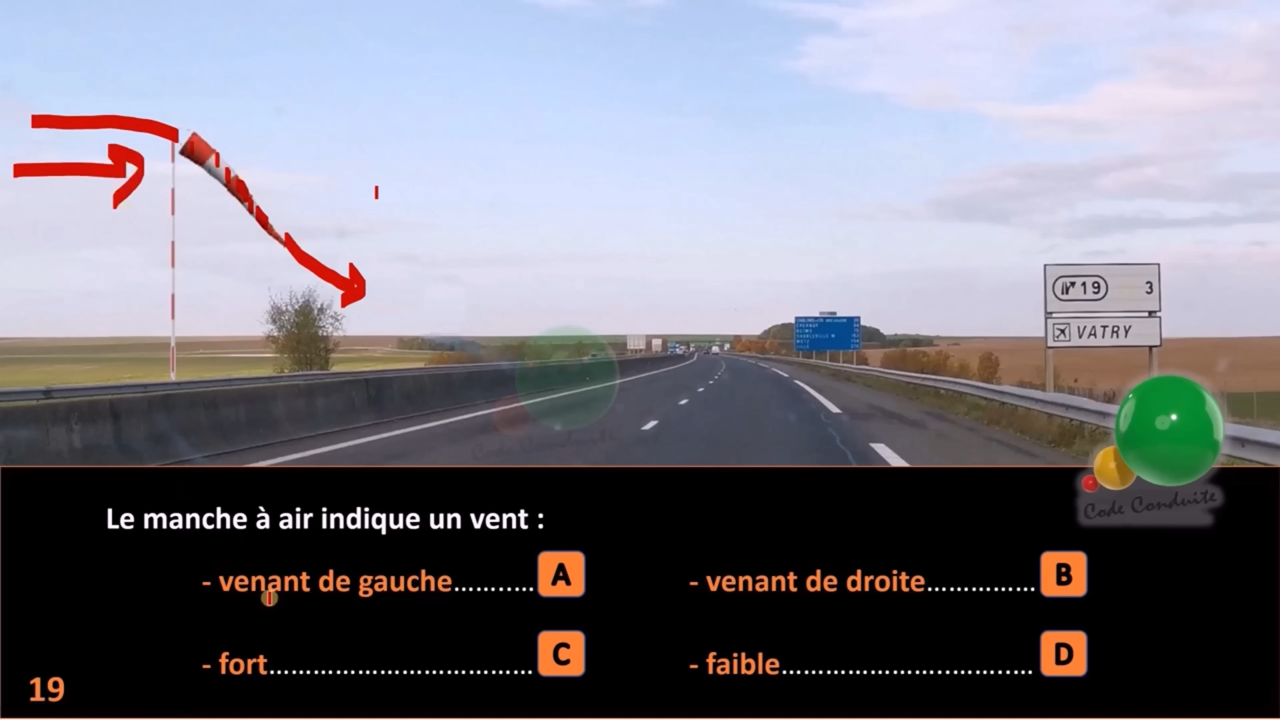 19 3
VATRY
Le manche à air indique un vent :
- venant de gauche.......... A
- venant de droite............... B
- fort................................ C
- faible.............................. D
19
Code Conduite